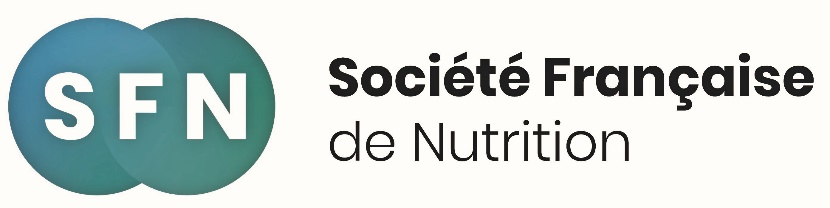 SFN
Société Française
de Nutrition